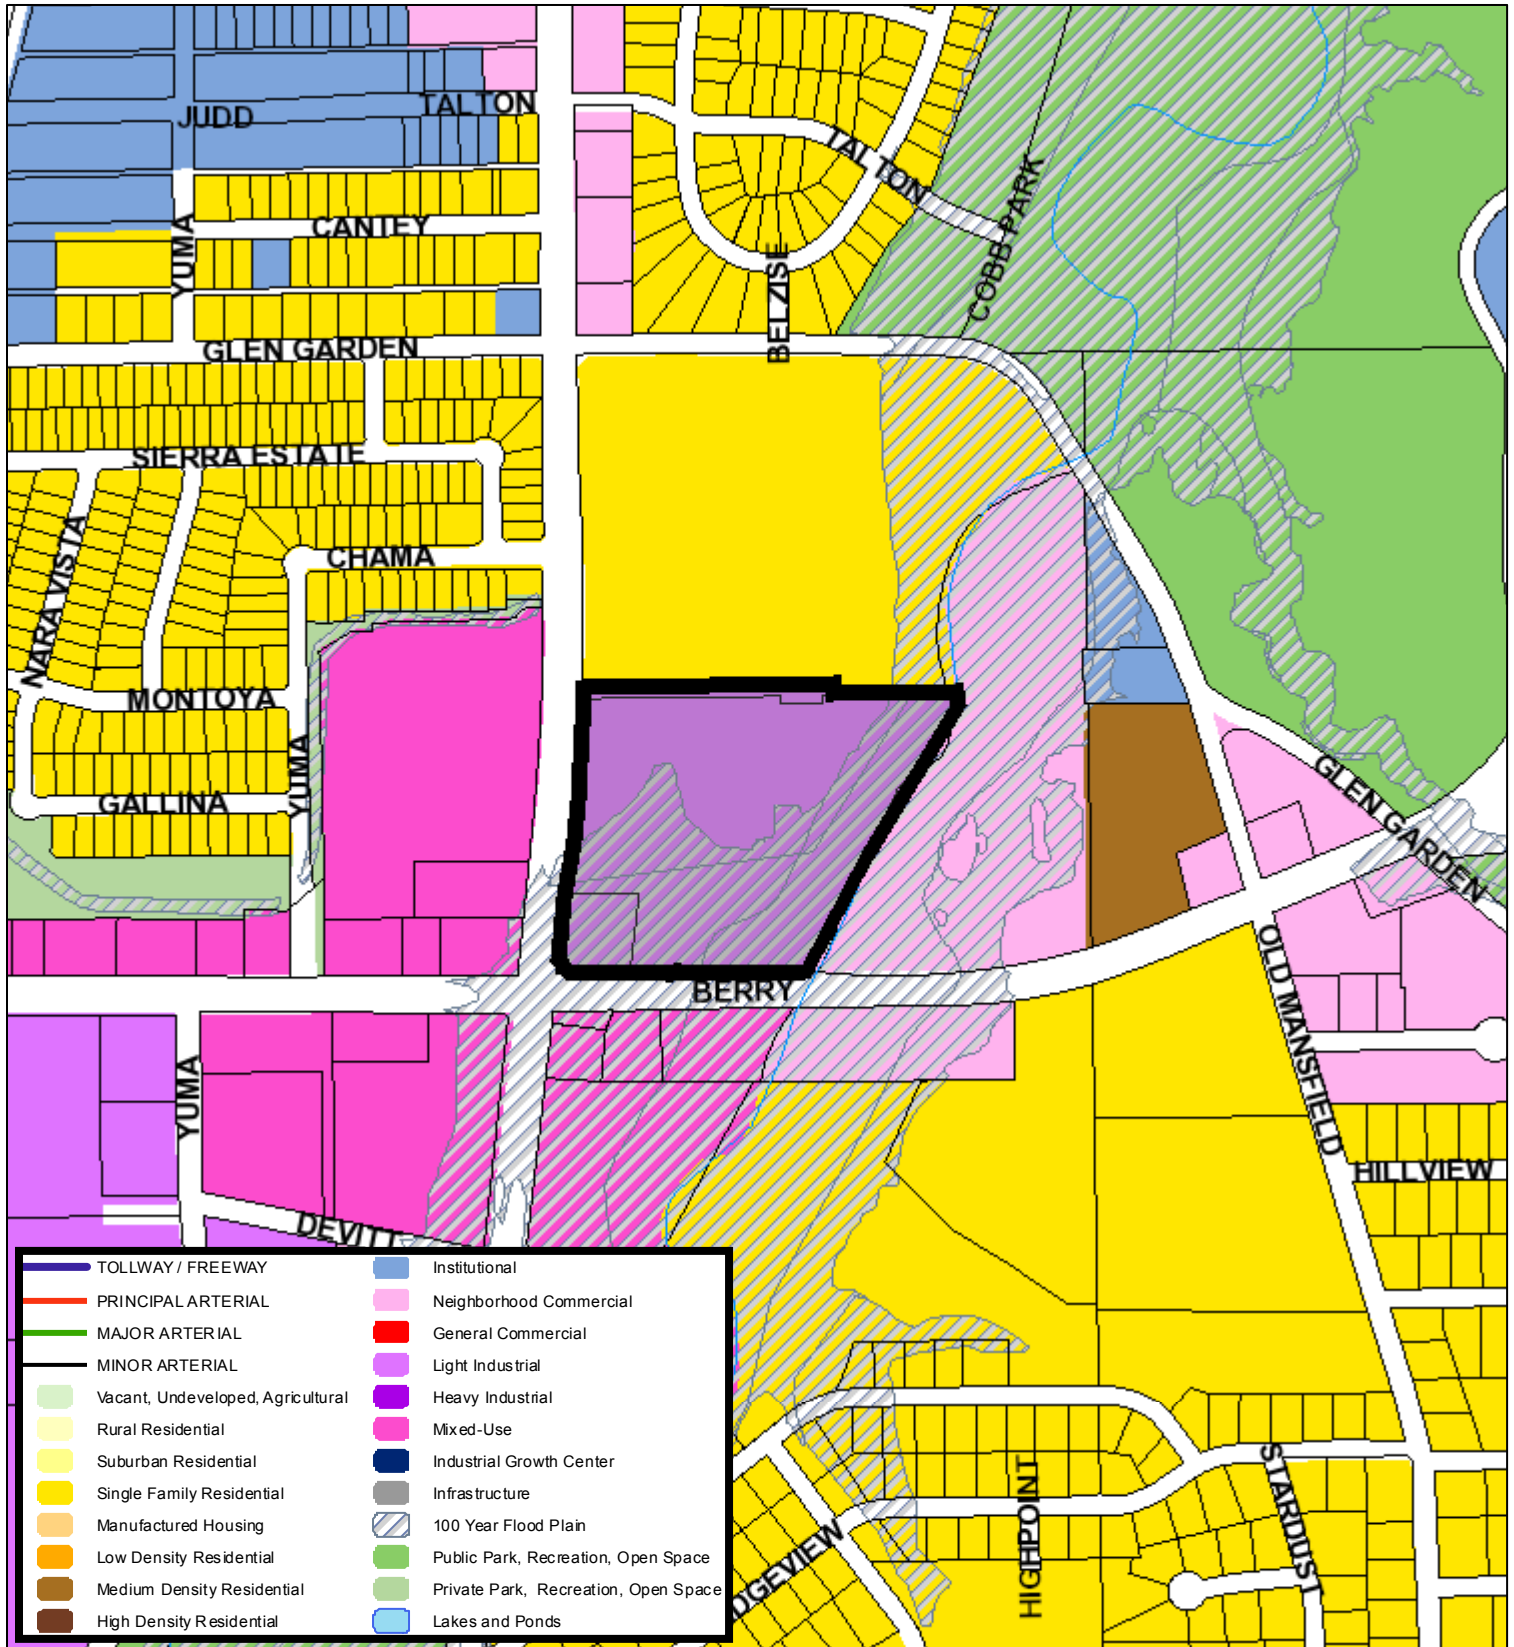 JUDD
TALTON
TALTON
COBB PARK
CANTEY
YUMA
BELZISE
GLEN GARDEN
SIERRA ESTATE
CHAMA
NARA VISTA
MONTOYA
YUMA
GALLINA
GLEN GARDEN
BERRY
OLD MANSFIELD
YUMA
HILLVIEW
DEVITT
HIGHPOINT
STARDUST
DGEVIEW
TOLLWAY / FREEWAY
PRINCIPAL ARTERIAL
MAJOR ARTERIAL
MINOR ARTERIAL
Vacant, Undeveloped, Agricultural
Rural Residential
Suburban Residential
Single Family Residential
Manufactured Housing
Low Density Residential
Medium Density Residential
High Density Residential
Institutional
Neighborhood Commercial
General Commercial
Light Industrial
Heavy Industrial
Mixed-Use
Industrial Growth Center
Infrastructure
100 Year Flood Plain
Public Park, Recreation, Open Space
Private Park, Recreation, Open Space
Lakes and Ponds